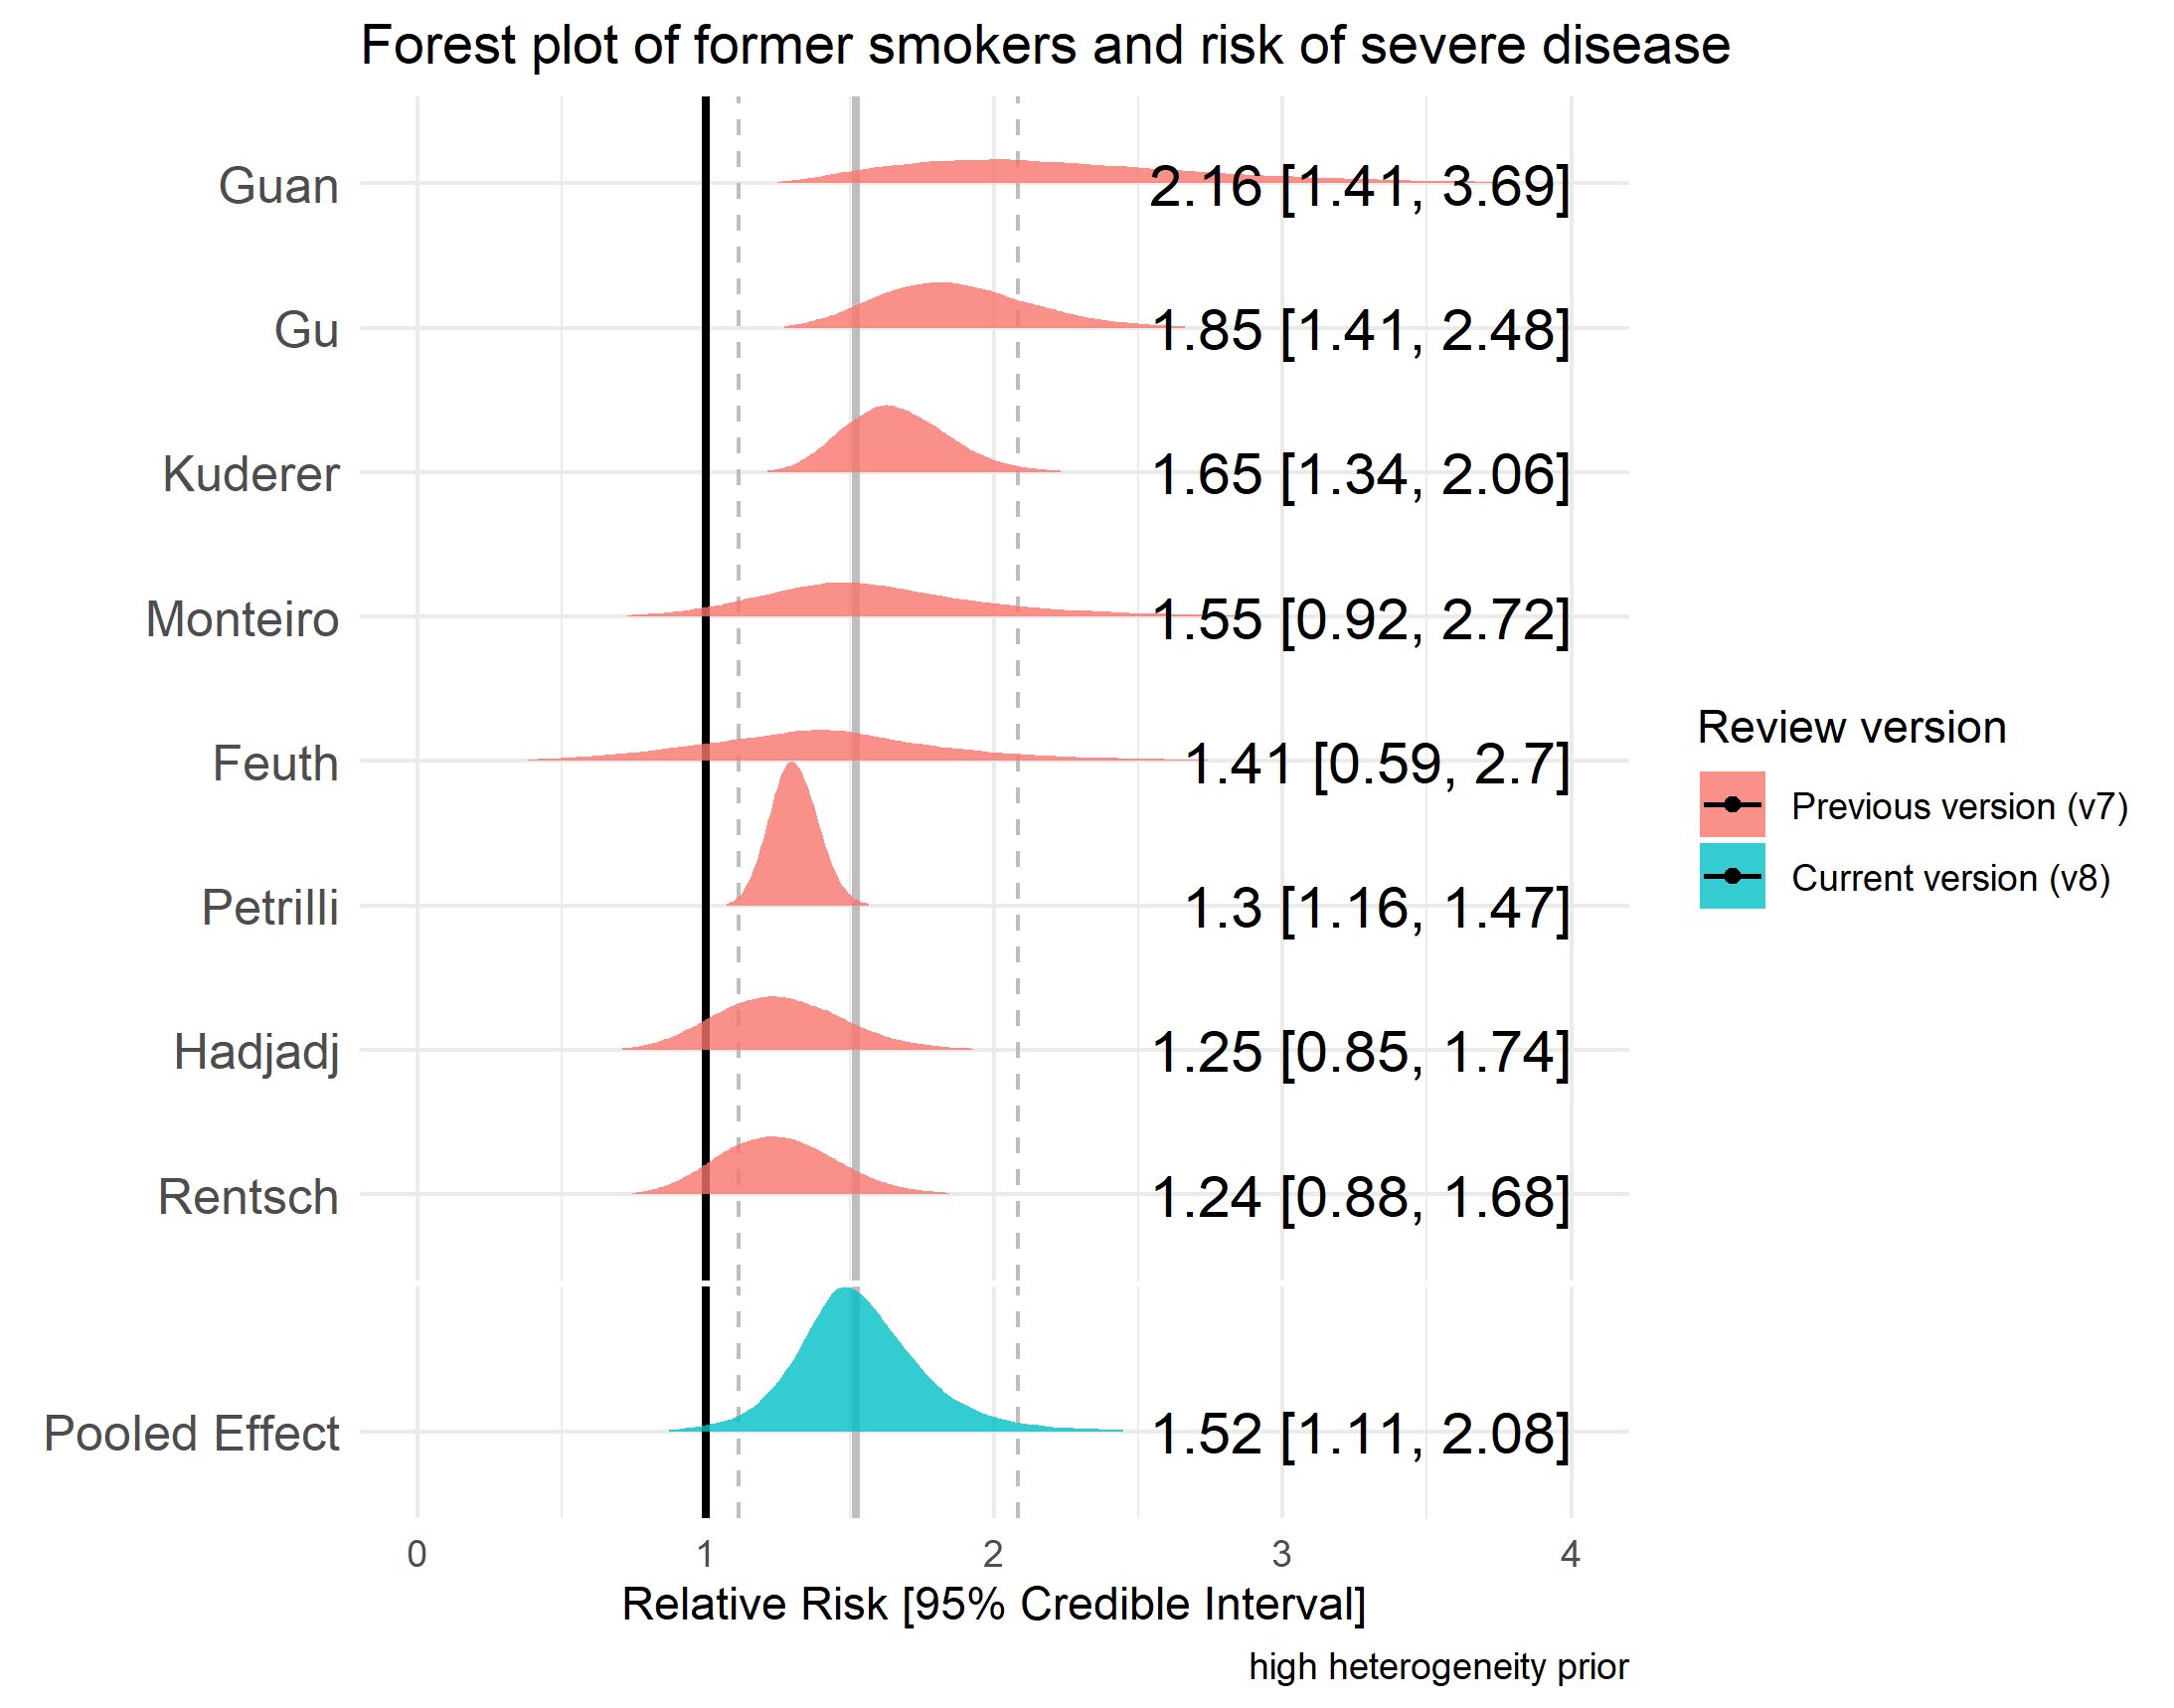 Forest plot of former smokers and risk of severe disease
Guan 2.16 [1.41, 3.69]
Gu 1.85 [1.41, 2.48]
Kuderer 1.65 [1.34, 2.06]
Monteiro 1.55 [0.92, 2.72]
Feuth 1.41 [0.59, 2.7]
Petrilli 1.3 [1.16, 1.47]
Hadjadj 1.25 [0.85, 1.74]
Rentsch 1.24 [0.88, 1.68]
Pooled Effect 1.52 [1.11, 2.08]
0 1 2 3 4
Relative Risk [95% Credible Interval]
high heterogeneity prior
Review version
Previous version (v7)
Current version (v8)